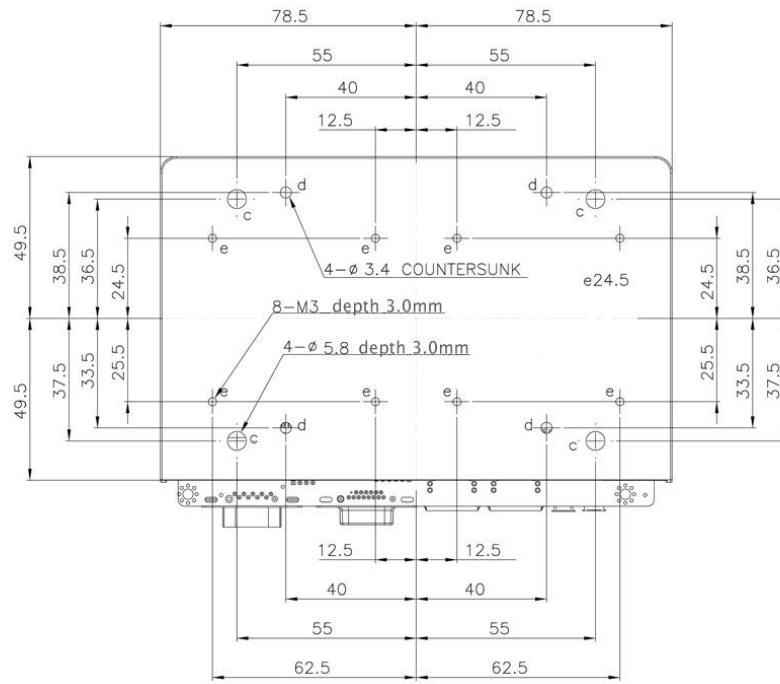 78.5 78.5
55 55
40 40
12.5 12.5
d d
c c
e e e
49.5 38.5 36.5 24.5
4-ø 3.4 COUNTERSUNK
e24.5
24.5 38.5 36.5
8-M3 depth 3.0mm
4-ø 5.8 depth 3.0mm
49.5 37.5 33.5 25.5
25.5 33.5 37.5
e e e e
c d d c
12.5 12.5
40 40
55 55
62.5 62.5